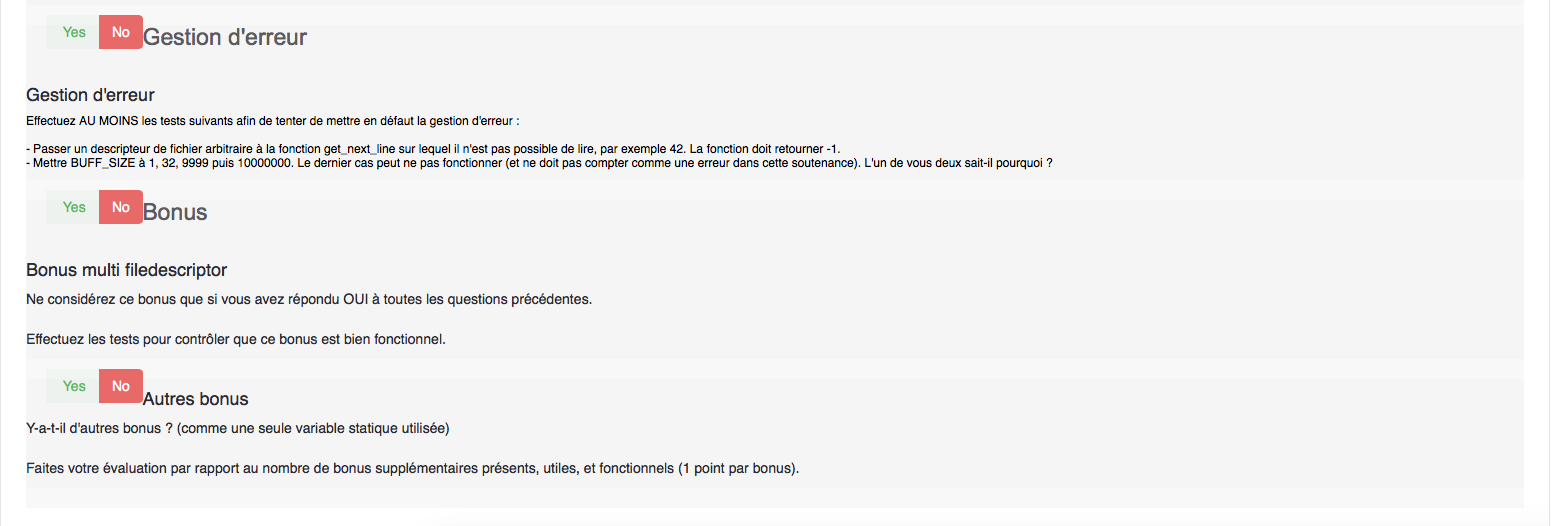 Yes No Gestion d'erreur
Gestion d'erreur
Effectuez AU MOINS les tests suivants afin de tenter de mettre en défaut la gestion d'erreur :
- Passer un descripteur de fichier arbitraire à la fonction get_next_line sur lequel il n'est pas possible de lire, par exemple 42. La fonction doit retourner -1.
- Mettre BUFF_SIZE à 1, 32, 9999 puis 10000000. Le dernier cas peut ne pas fonctionner (et ne doit pas compter comme une erreur dans cette soutenance). L'un de vous deux sait-il pourquoi ?
Yes No Bonus
Bonus multi filedescriptor
Ne considérez ce bonus que si vous avez répondu OUI à toutes les questions précédentes.
Effectuez les tests pour contrôler que ce bonus est bien fonctionnel.
Yes No Autres bonus
Y-a-t-il d'autres bonus ? (comme une seule variable statique utilisée)
Faites votre évaluation par rapport au nombre de bonus supplémentaires présents, utiles, et fonctionnels (1 point par bonus).